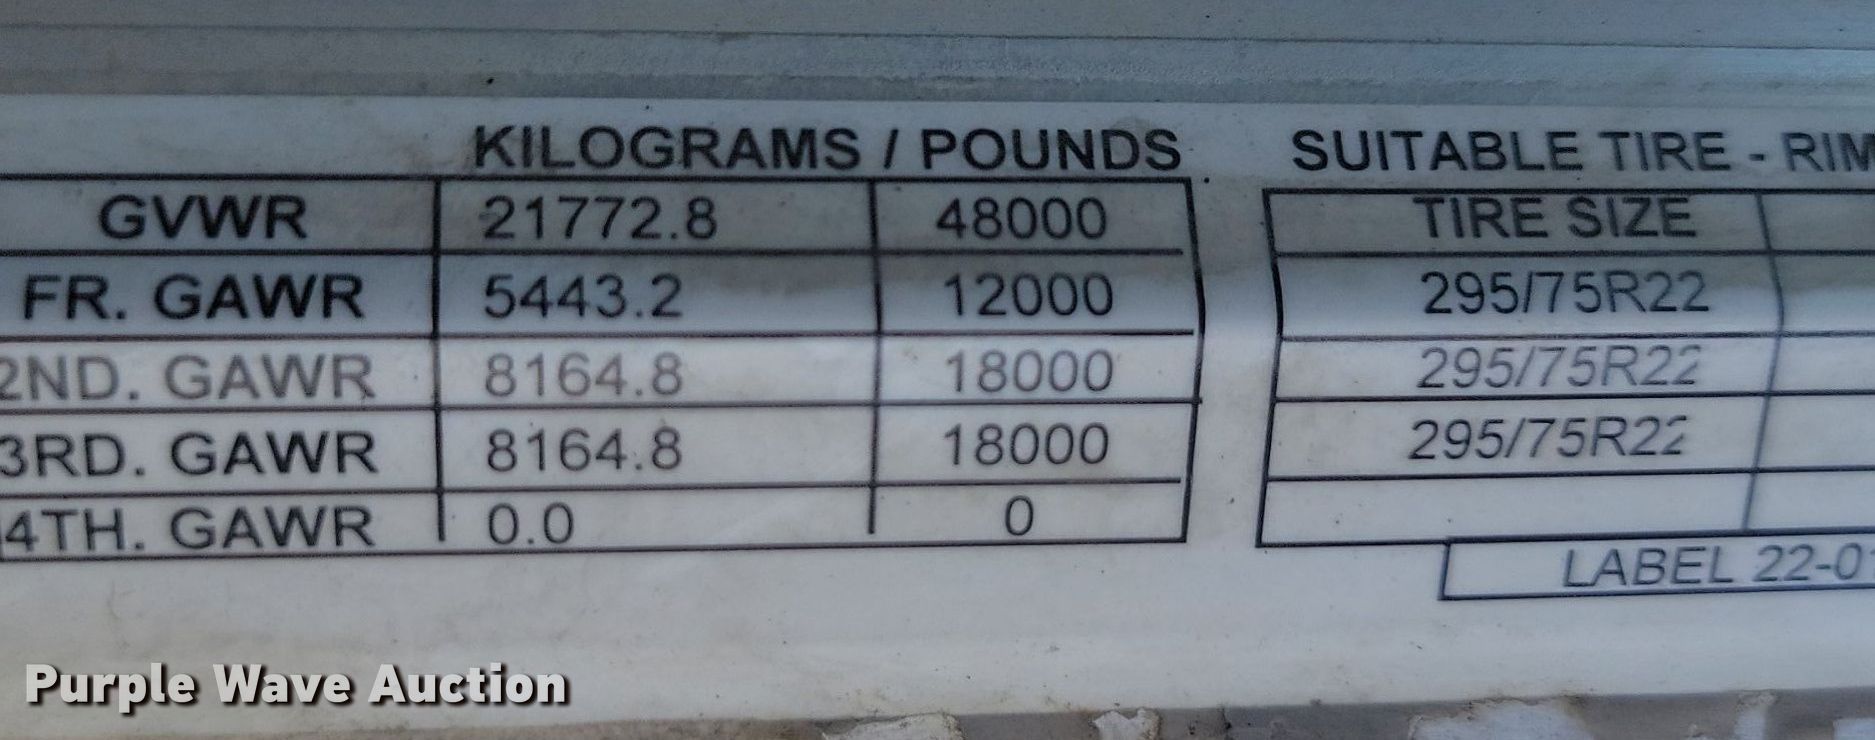 KILOGRAMS / POUNDS SUITABLE TIRE - RIM
GVWR 21772.8 48000 TIRE SIZE
FR. GAWR 5443.2 12000 295/75R22
2ND. GAWR 8164.8 18000 295/75R22
3RD. GAWR 8164.8 18000 295/75R22
4TH. GAWR 0.0 0
LABEL 22-01
Purple Wave Auction